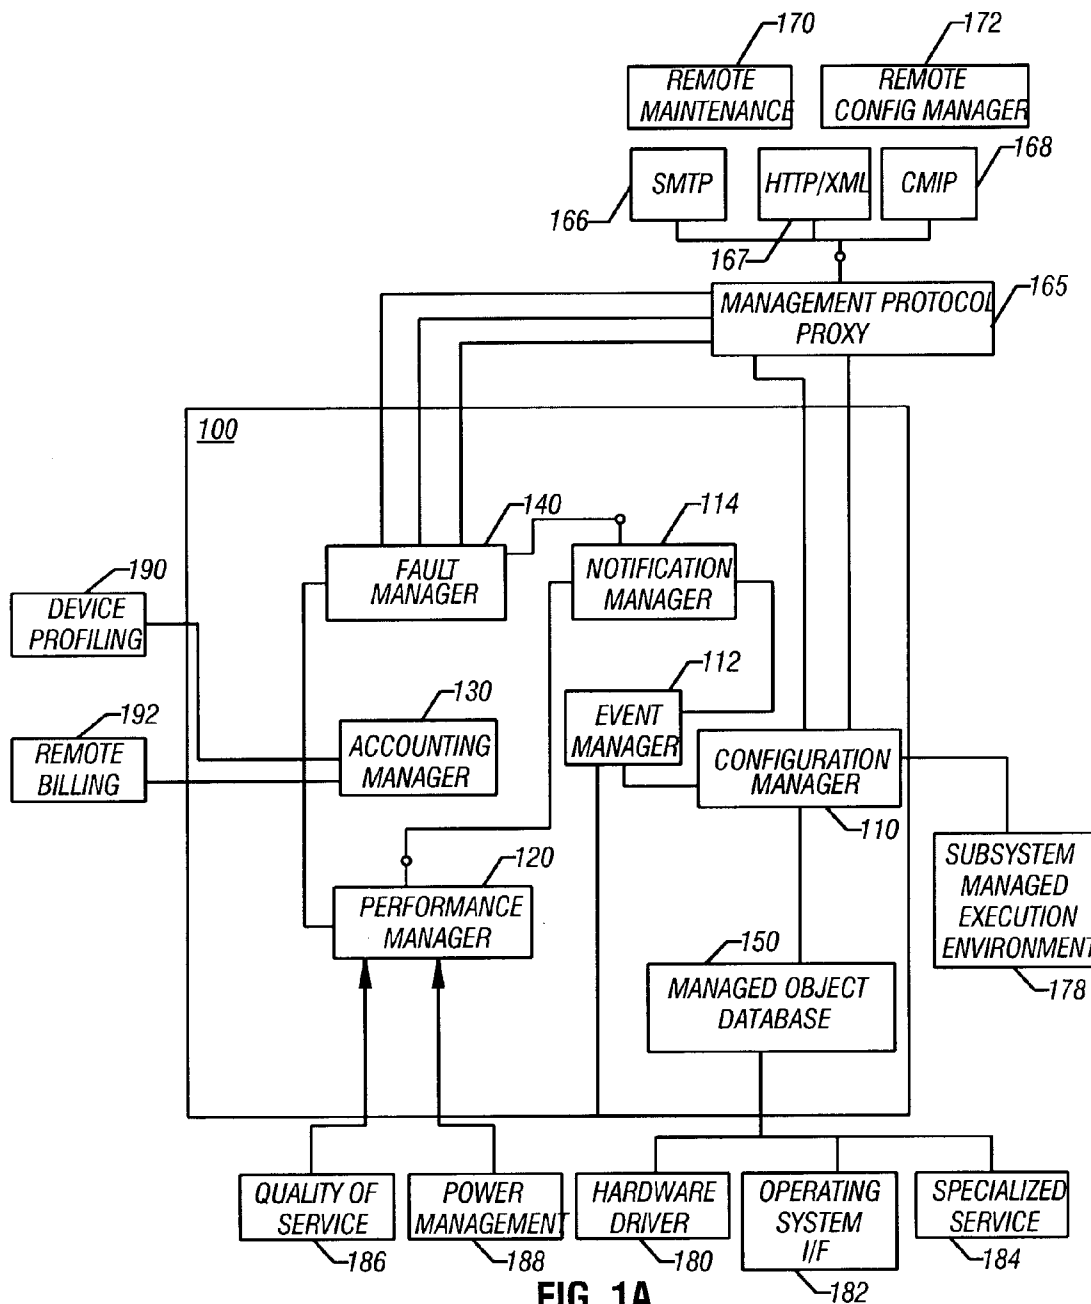 170
172
REMOTE
MAINTENANCE
REMOTE
CONFIG MANAGER
SMTP
HTTP/XML
CMIP
168
166
167
MANAGEMENT PROTOCOL
PROXY
165
100
140
114
FAULT
MANAGER
NOTIFICATION
MANAGER
190
DEVICE
PROFILING
112
EVENT
MANAGER
130
192
REMOTE
BILLING
ACCOUNTING
MANAGER
CONFIGURATION
MANAGER
110
120
PERFORMANCE
MANAGER
SUBSYSTEM
MANAGED
EXECUTION
ENVIRONMENT
178
150
MANAGED OBJECT
DATABASE
QUALITY OF
SERVICE
186
POWER
MANAGEMENT
188
HARDWARE
DRIVER
180
OPERATING
SYSTEM
I/F
182
SPECIALIZED
SERVICE
184
FIG. 1A